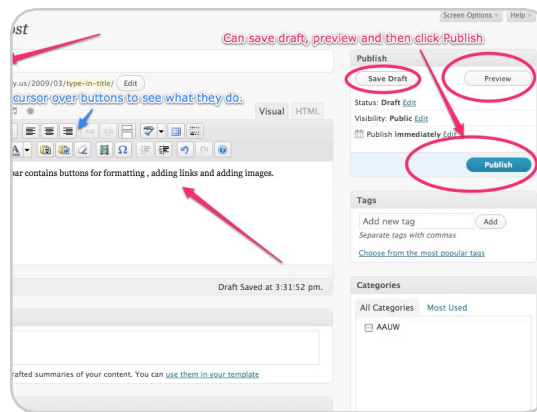 Screen Options Help
ost
Can save draft, preview and then click Publish
Publish
Save Draft Preview
y.us/2009/03/type-in-title/ Edit
cursor over buttons to see what they do.
Visual HTML
Status: Draft Edit
Visibility: Public Edit
Publish immediately Edit
Publish
bar contains buttons for formatting , adding links and adding images.
Tags
Add new tag Add
Separate tags with commas
Choose from the most popular tags
Draft Saved at 3:31:52 pm.
Categories
All Categories Most Used
AAUW
rafted summaries of your content. You can use them in your template